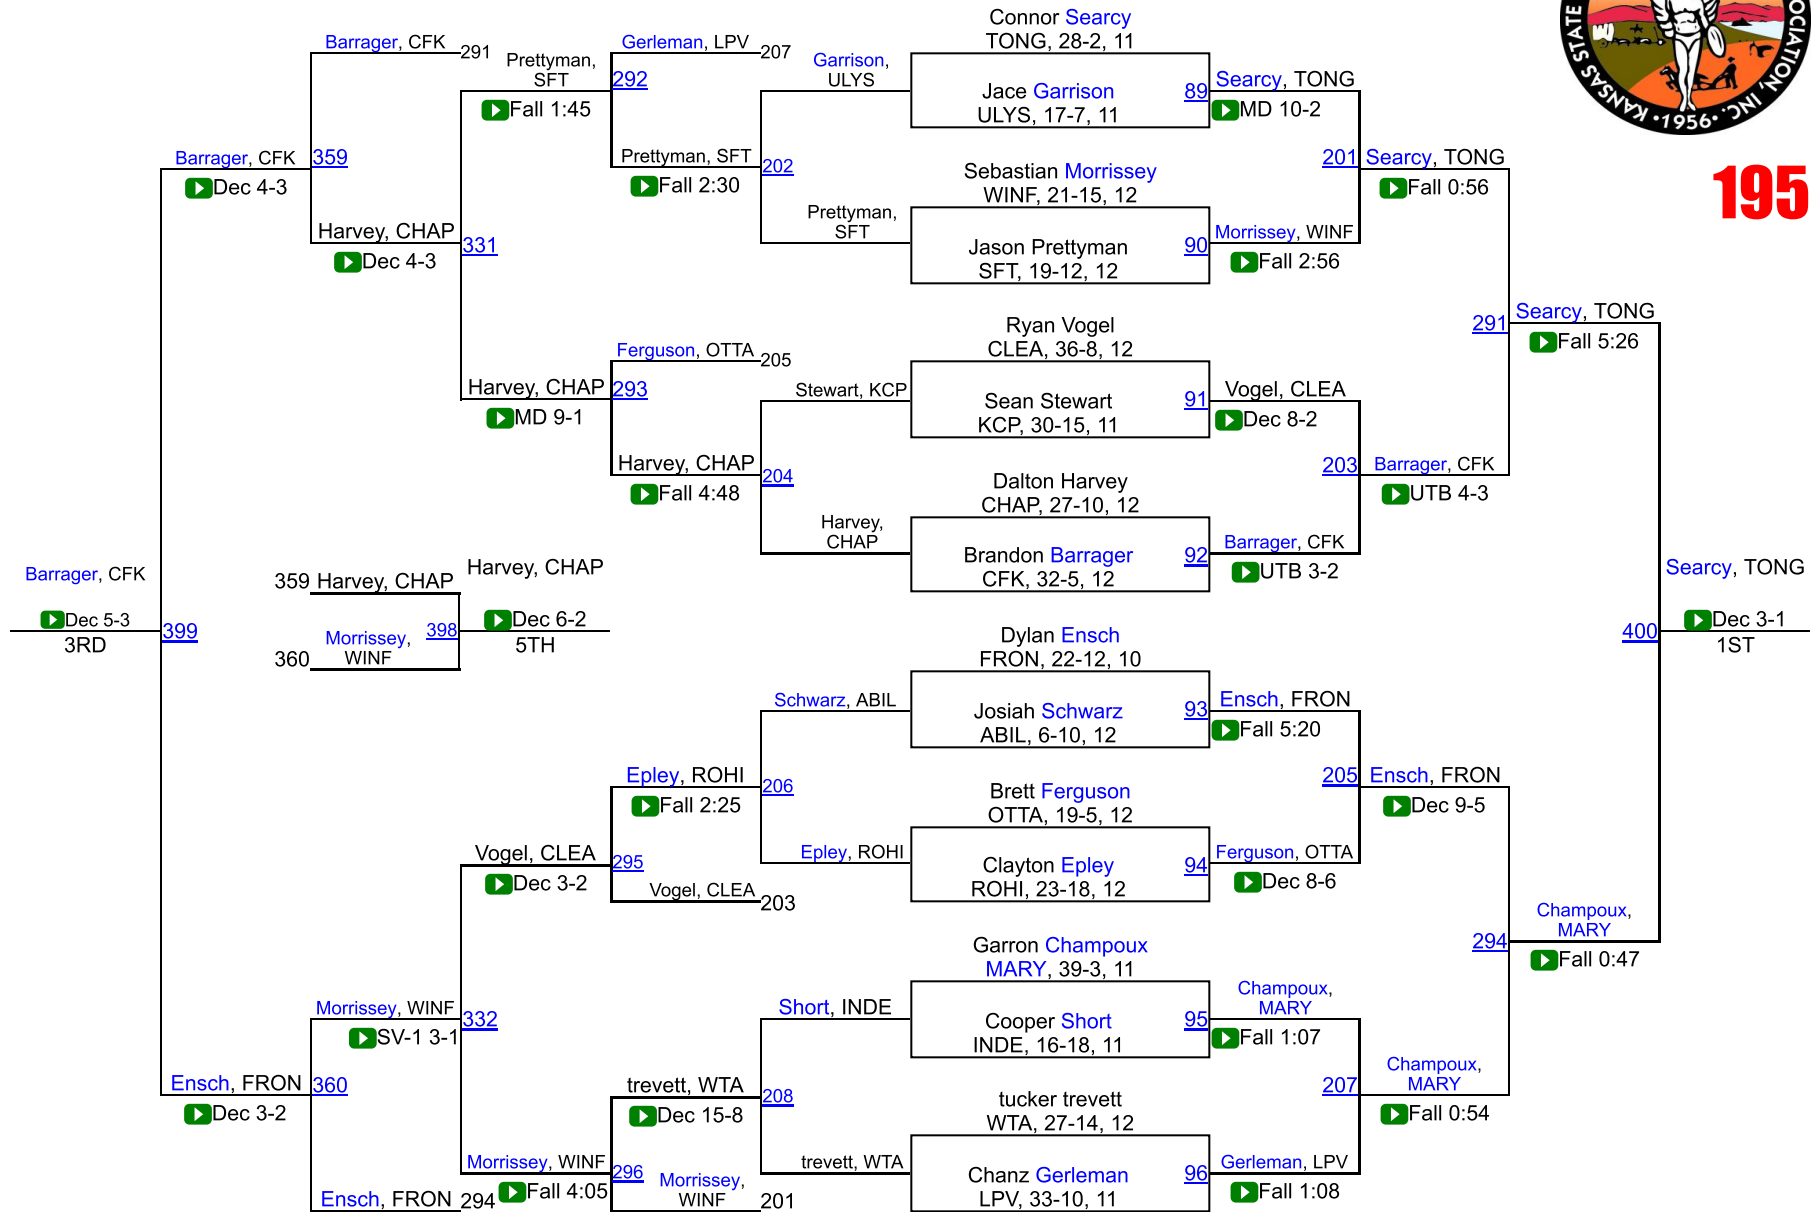 Connor Searcy
TONG, 28-2, 11
Jace Garrison
ULYS, 17-7, 11
89
Sebastian Morrissey
WINF, 21-15, 12
Jason Prettyman
SFT, 19-12, 12
90
Ryan Vogel
CLEA, 36-8, 12
Sean Stewart
KCP, 30-15, 11
91
Dalton Harvey
CHAP, 27-10, 12
Brandon Barrager
CFK, 32-5, 12
92
Dylan Ensch
FRON, 22-12, 10
Josiah Schwarz
ABIL, 6-10, 12
93
Brett Ferguson
OTTA, 19-5, 12
Clayton Epley
ROHI, 23-18, 12
94
Garron Champoux
MARY, 39-3, 11
Cooper Short
INDE, 16-18, 11
95
tucker trevett
WTA, 27-14, 12
Chanz Gerleman
LPV, 33-10, 11
96
Searcy, TONG
MD 10-2
Morrissey, WINF
Fall 2:56
Vogel, CLEA
Dec 8-2
Barrager, CFK
UTB 3-2
Ensch, FRON
Fall 5:20
Ferguson, OTTA
Dec 8-6
Champoux,
MARY
Fall 1:07
Gerleman, LPV
Fall 1:08
201
Searcy, TONG
Fall 0:56
203
Barrager, CFK
UTB 4-3
205
Ensch, FRON
Dec 9-5
207
Champoux,
MARY
Fall 0:54
291
Searcy, TONG
Fall 5:26
294
Champoux,
MARY
Fall 0:47
400
Searcy, TONG
Dec 3-1
1ST
KANSAS STATE
OCIATION, INC.
•1956•
195
Garrison,
ULYS
Prettyman,
SFT
202
Stewart, KCP
Harvey,
CHAP
204
Schwarz, ABIL
Epley, ROHI
206
Short, INDE
trevett, WTA
208
Gerleman, LPV
207
Prettyman, SFT
Fall 2:30
292
Ferguson, OTTA
205
Harvey, CHAP
Fall 4:48
293
Epley, ROHI
Fall 2:25
295
Vogel, CLEA
203
trevett, WTA
Dec 15-8
296
Morrissey,
WINF
201
Prettyman,
SFT
Fall 1:45
Harvey, CHAP
MD 9-1
331
Vogel, CLEA
Dec 3-2
Morrissey, WINF
Fall 4:05
332
Barrager, CFK
291
Harvey, CHAP
Dec 4-3
359
Morrissey, WINF
SV-1 3-1
Ensch, FRON
294
360
Barrager, CFK
Dec 4-3
Ensch, FRON
Dec 3-2
399
Barrager, CFK
Dec 5-3
3RD
359
Harvey, CHAP
360
Morrissey,
WINF
398
Harvey, CHAP
Dec 6-2
5TH